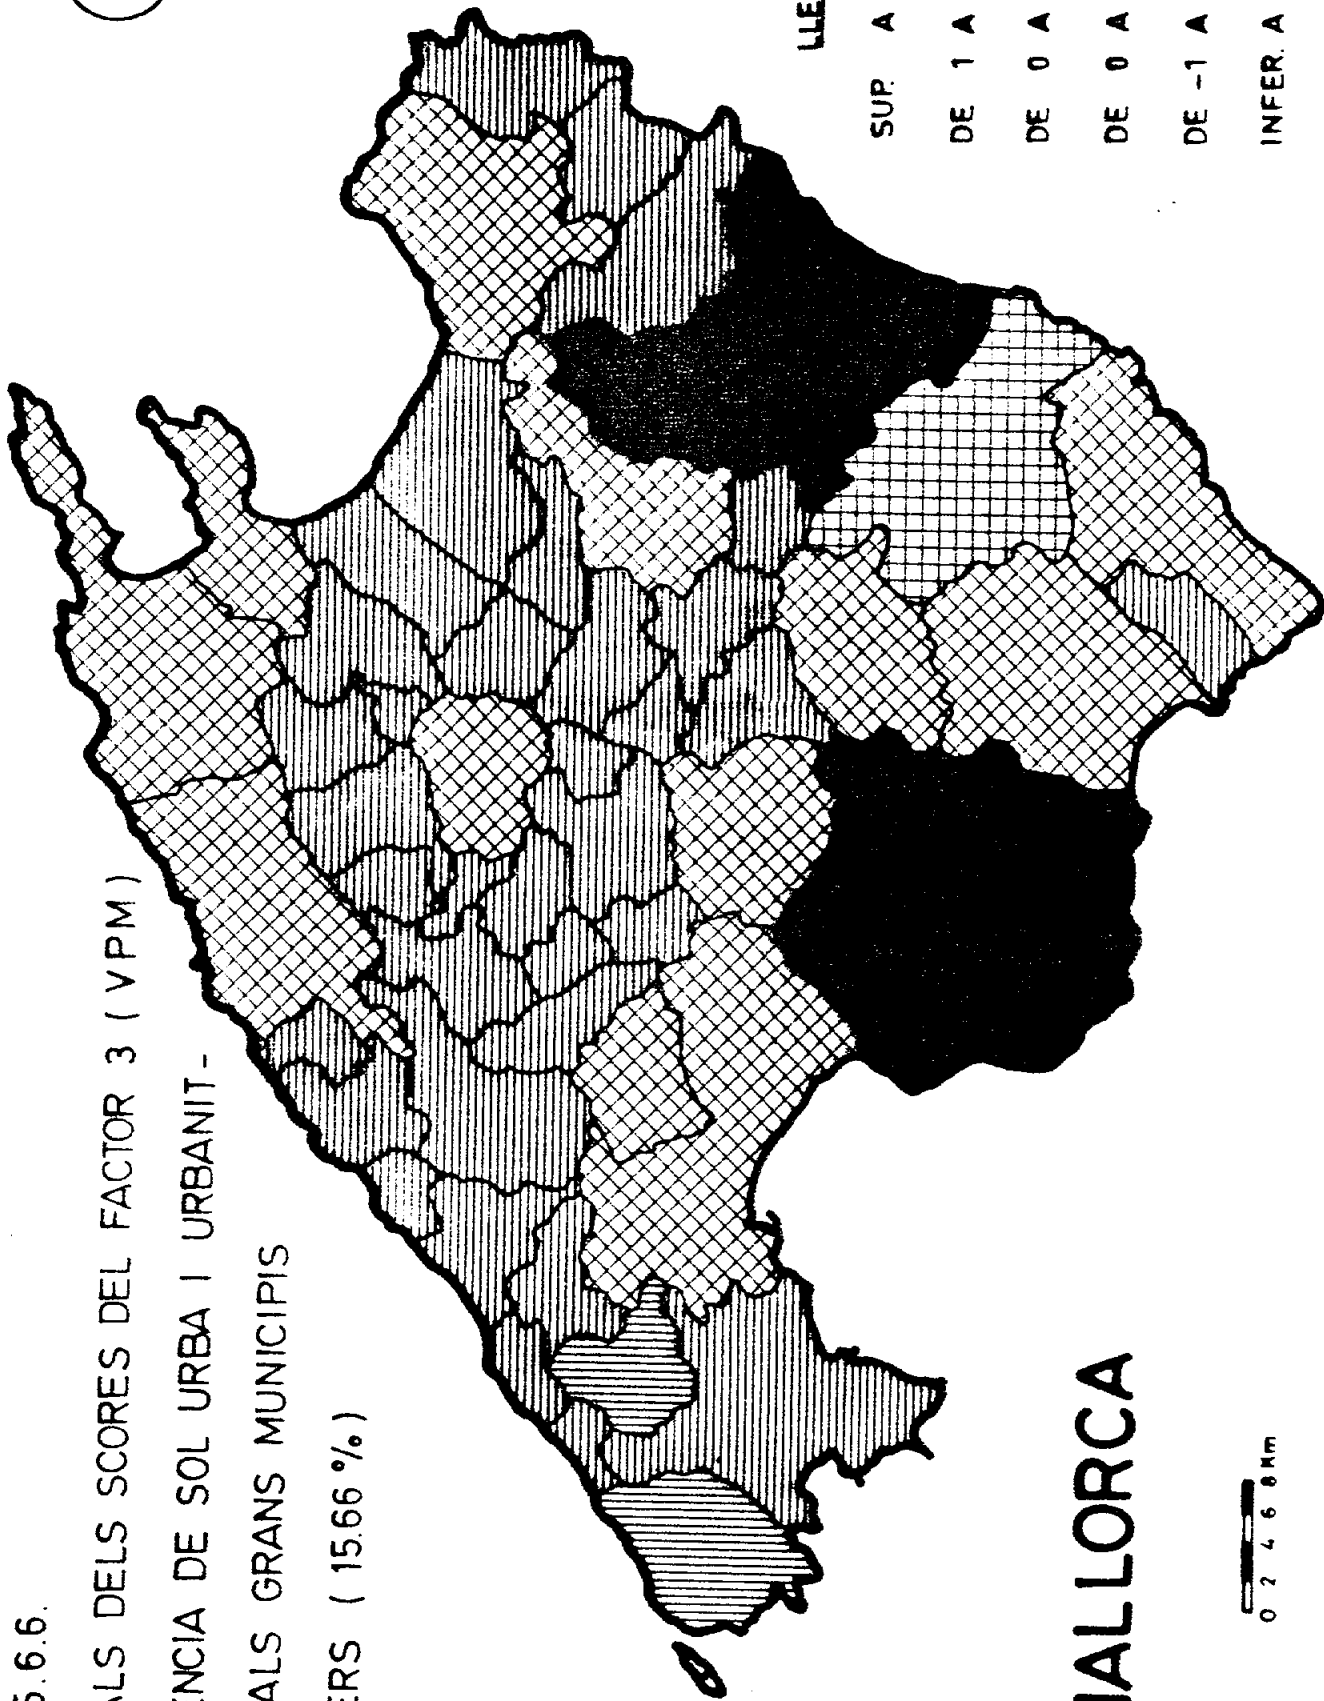 5.6.6.
ALS DELS SCORES DEL FACTOR 3 (VPM)
ENCIA DE SOL URBA I URBANIT-
ALS GRANS MUNICIPIS
ERS (15.66 %)
LLE
SUP. A
DE 1 A
DE 0 A
DE 0 A
DE -1 A
INFER. A
MALLORCA
0 2 4 6 8 Km